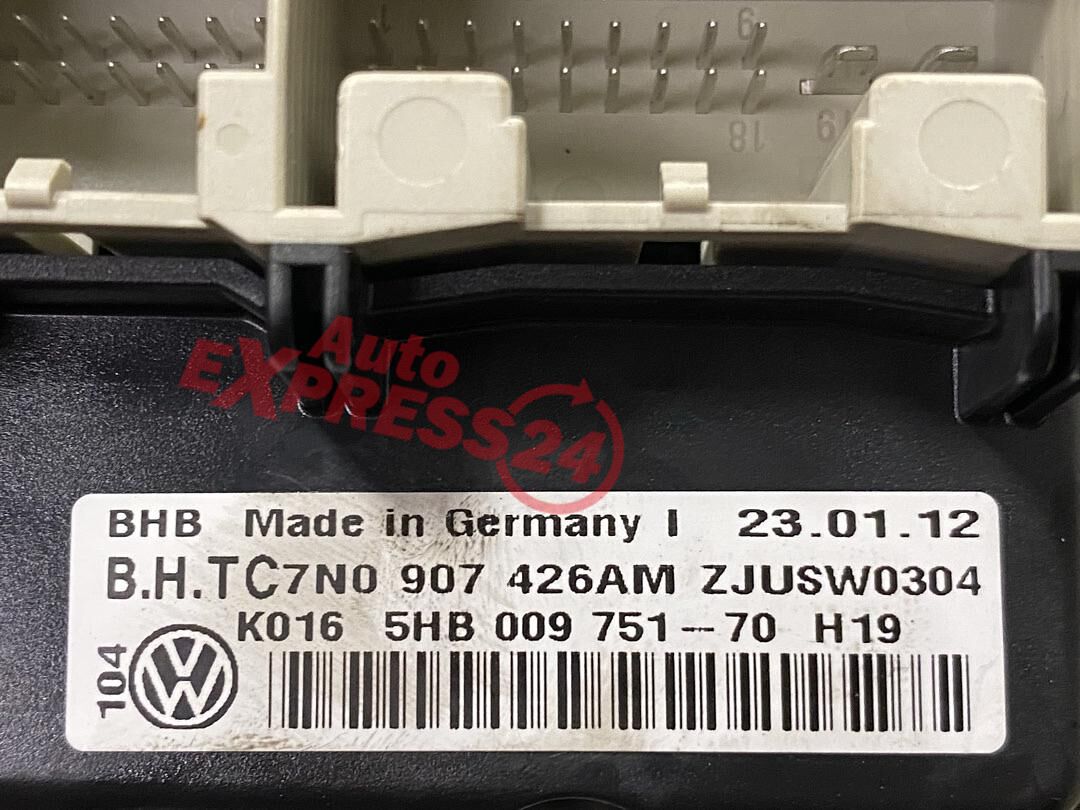 1
9
18
19
Auto
EXPRESS24
BHB Made in Germany I 23.01.12
B.H.TC7N0 907 426AM ZJUSW0304
K016 5HB 009 751-70 H19
104